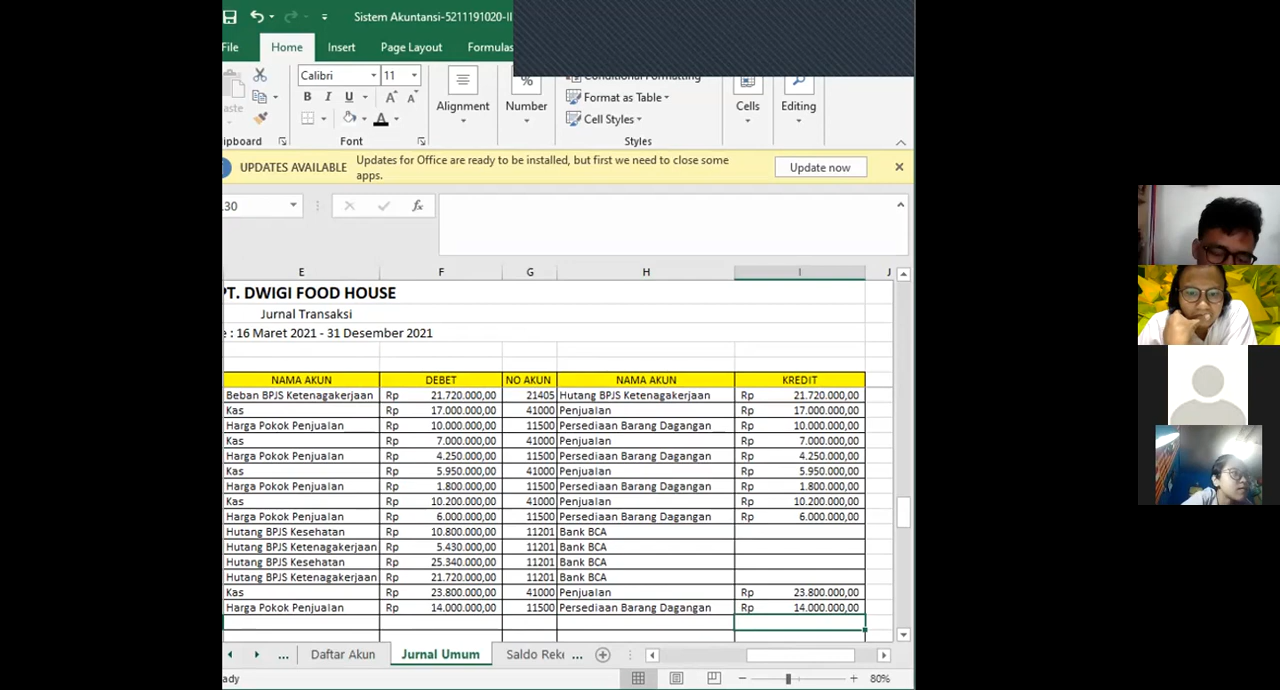 Sistem Akuntansi-5211191020-II
File Home Insert Page Layout Formulas
Calibri 11
Conditional Formatting
Format as Table
Cell Styles
B I U
A A
Alignment Number Cells Editing
Font Styles
UPDATES AVAILABLE Updates for Office are ready to be installed, but first we need to close some apps. Update now
fx
E F G H I J
PT. DWIGI FOOD HOUSE
Jurnal Transaksi
: 16 Maret 2021 - 31 Desember 2021
NAMA AKUN DEBET NO AKUN NAMA AKUN KREDIT
Beban BPJS Ketenagakerjaan Rp 21.720.000,00 21405 Hutang BPJS Ketenagakerjaan Rp 21.720.000,00
Kas Rp 17.000.000,00 41000 Penjualan Rp 17.000.000,00
Harga Pokok Penjualan Rp 10.000.000,00 11500 Persediaan Barang Dagangan Rp 10.000.000,00
Kas Rp 7.000.000,00 41000 Penjualan Rp 7.000.000,00
Harga Pokok Penjualan Rp 4.250.000,00 11500 Persediaan Barang Dagangan Rp 4.250.000,00
Kas Rp 5.950.000,00 41000 Penjualan Rp 5.950.000,00
Harga Pokok Penjualan Rp 1.800.000,00 11500 Persediaan Barang Dagangan Rp 1.800.000,00
Kas Rp 10.200.000,00 41000 Penjualan Rp 10.200.000,00
Harga Pokok Penjualan Rp 6.000.000,00 11500 Persediaan Barang Dagangan Rp 6.000.000,00
Hutang BPJS Kesehatan Rp 10.800.000,00 11201 Bank BCA
Hutang BPJS Ketenagakerjaan Rp 5.430.000,00 11201 Bank BCA
Hutang BPJS Kesehatan Rp 25.340.000,00 11201 Bank BCA
Hutang BPJS Ketenagakerjaan Rp 21.720.000,00 11201 Bank BCA
Kas Rp 23.800.000,00 41000 Penjualan Rp 23.800.000,00
Harga Pokok Penjualan Rp 14.000.000,00 11500 Persediaan Barang Dagangan Rp 14.000.000,00
... Daftar Akun Jurnal Umum Saldo Reke ...
80%